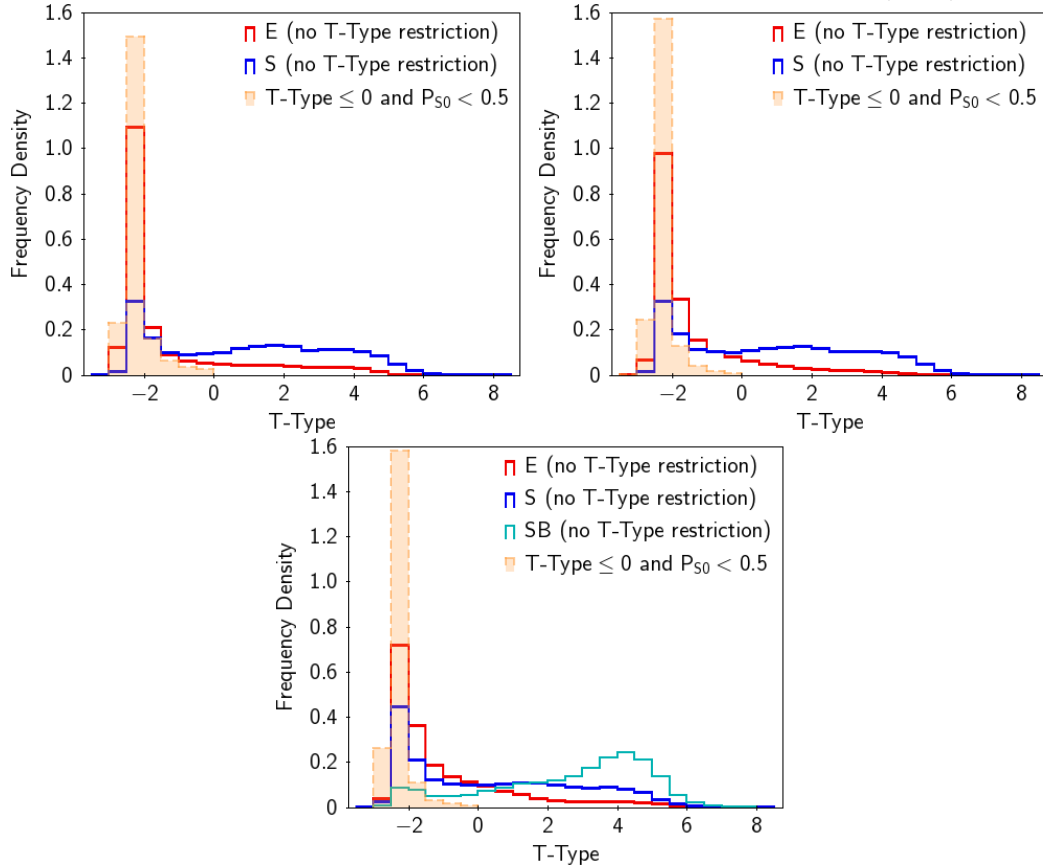 1.6
1.4
1.2
1.0
0.8
0.6
0.4
0.2
0
Frequency Density
E (no T-Type restriction)
S (no T-Type restriction)
T-Type ≤ 0 and P_S0 < 0.5
−2 0 2 4 6 8
T-Type
1.6
1.4
1.2
1.0
0.8
0.6
0.4
0.2
0
Frequency Density
E (no T-Type restriction)
S (no T-Type restriction)
T-Type ≤ 0 and P_S0 < 0.5
−2 0 2 4 6 8
T-Type
1.6
1.4
1.2
1.0
0.8
0.6
0.4
0.2
0
Frequency Density
E (no T-Type restriction)
S (no T-Type restriction)
SB (no T-Type restriction)
T-Type ≤ 0 and P_S0 < 0.5
−2 0 2 4 6 8
T-Type